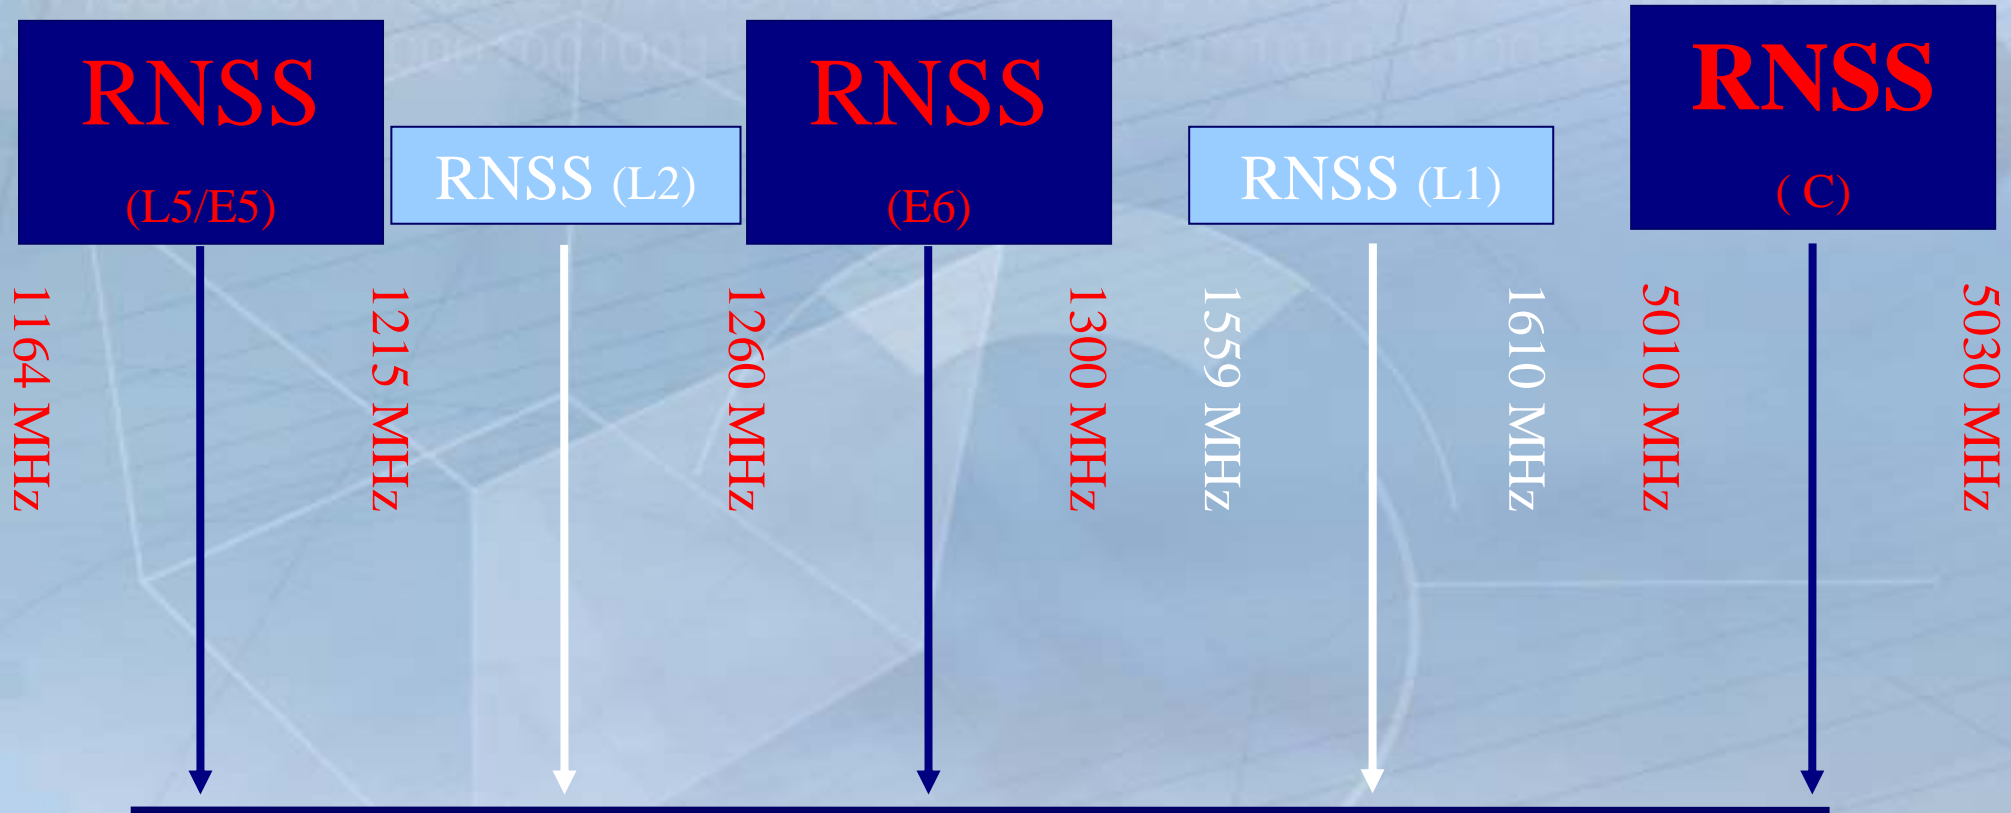 RNSS
(L5/E5)
RNSS (L2)
RNSS
(E6)
RNSS (L1)
RNSS
( C)
1164 MHz
1215 MHz
1260 MHz
1300 MHz
1559 MHz
1610 MHz
5010 MHz
5030 MHz